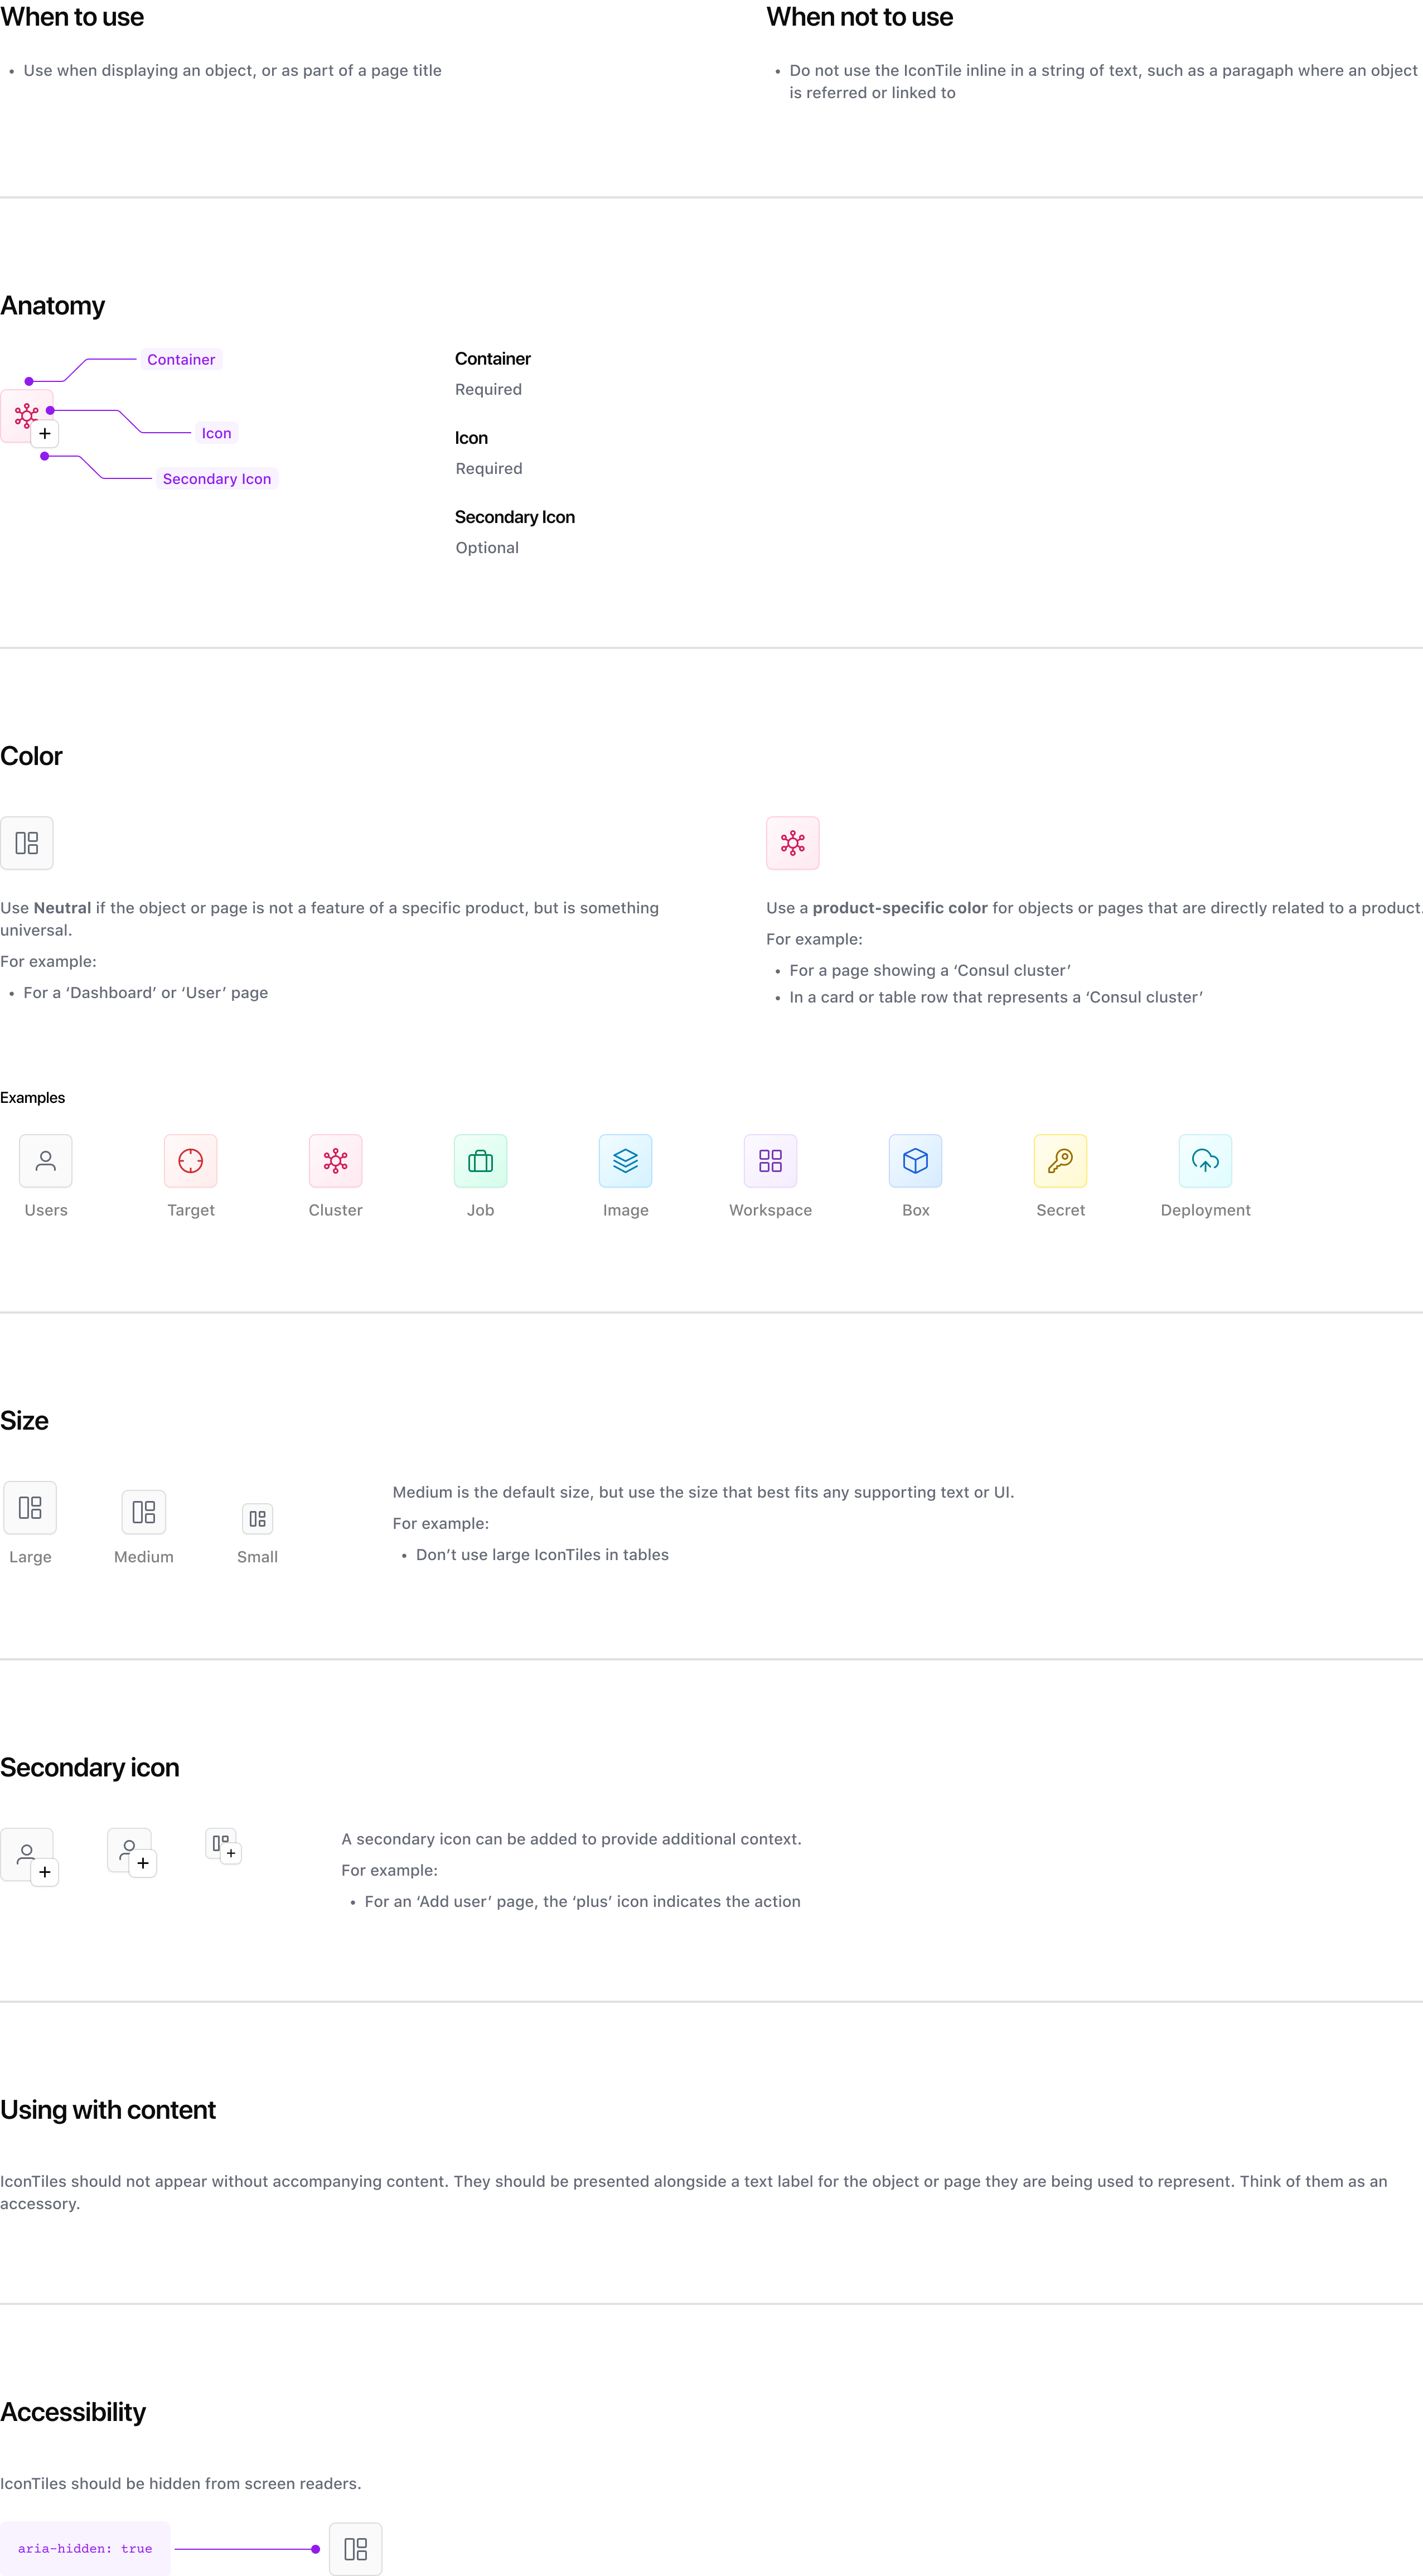 When to use
• Use when displaying an object, or as part of a page title
When not to use
• Do not use the IconTile inline in a string of text, such as a paragaph where an object
is referred or linked to
Anatomy
Container
Icon
Secondary Icon
Container
Required
Icon
Required
Secondary Icon
Optional
Color
Use Neutral if the object or page is not a feature of a specific product, but is something
universal.
For example:
• For a ‘Dashboard’ or ‘User’ page
Use a product-specific color for objects or pages that are directly related to a product.
For example:
• For a page showing a ‘Consul cluster’
• In a card or table row that represents a ‘Consul cluster’
Examples
Users
Target
Cluster
Job
Image
Workspace
Box
Secret
Deployment
Size
Large
Medium
Small
Medium is the default size, but use the size that best fits any supporting text or UI.
For example:
• Don’t use large IconTiles in tables
Secondary icon
A secondary icon can be added to provide additional context.
For example:
• For an ‘Add user’ page, the ‘plus’ icon indicates the action
Using with content
IconTiles should not appear without accompanying content. They should be presented alongside a text label for the object or page they are being used to represent. Think of them as an
accessory.
Accessibility
IconTiles should be hidden from screen readers.
aria-hidden: true